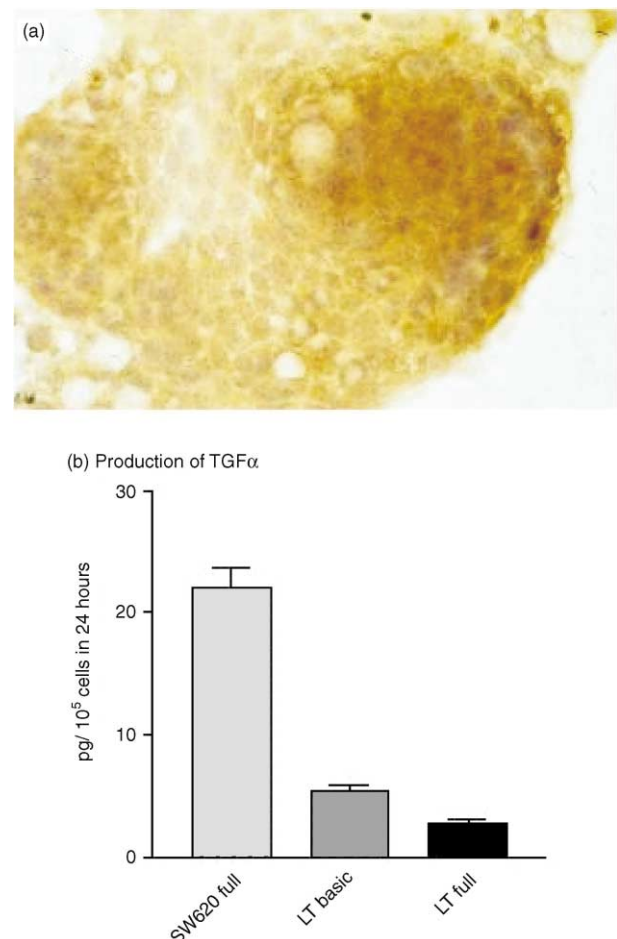 (a)
(b) Production of TGFα
30
20
10
0
pg/ 10⁵ cells in 24 hours
SW620 full
LT basic
LT full